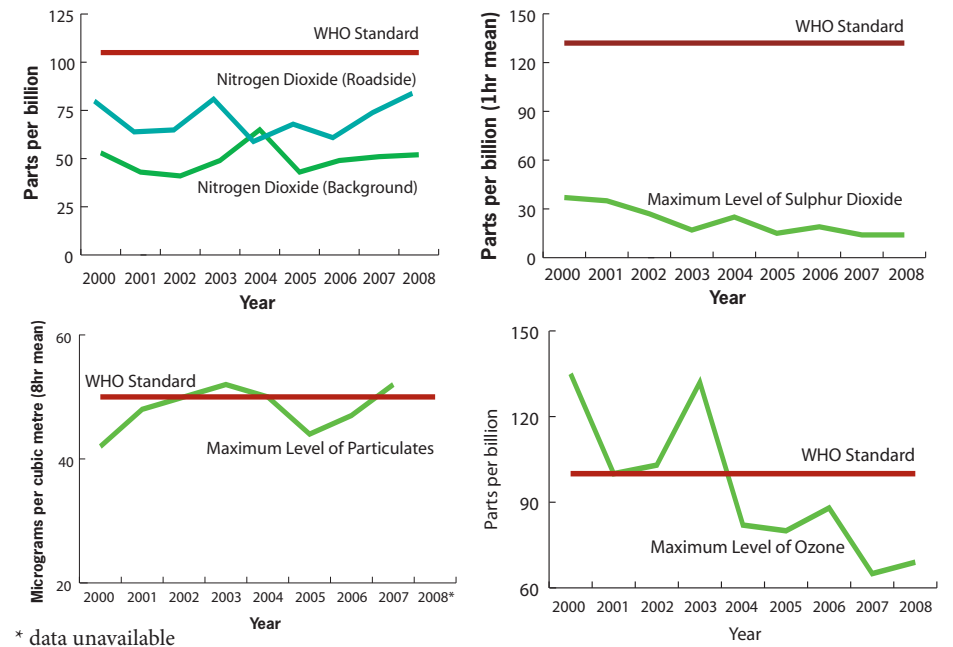 125
100
75
50
25
0
Parts per billion
WHO Standard
Nitrogen Dioxide (Roadside)
Nitrogen Dioxide (Background)
2000 2001 2002 2003 2004 2005 2006 2007 2008
Year
150
120
90
60
30
0
Parts per billion (1hr mean)
WHO Standard
Maximum Level of Sulphur Dioxide
2000 2001 2002 2003 2004 2005 2006 2007 2008
Year
60
40
20
Micrograms per cubic metre (8hr mean)
WHO Standard
Maximum Level of Particulates
2000 2001 2002 2003 2004 2005 2006 2007 2008*
Year
* data unavailable
150
120
90
60
Parts per billion
WHO Standard
Maximum Level of Ozone
2000 2001 2002 2003 2004 2005 2006 2007 2008
Year